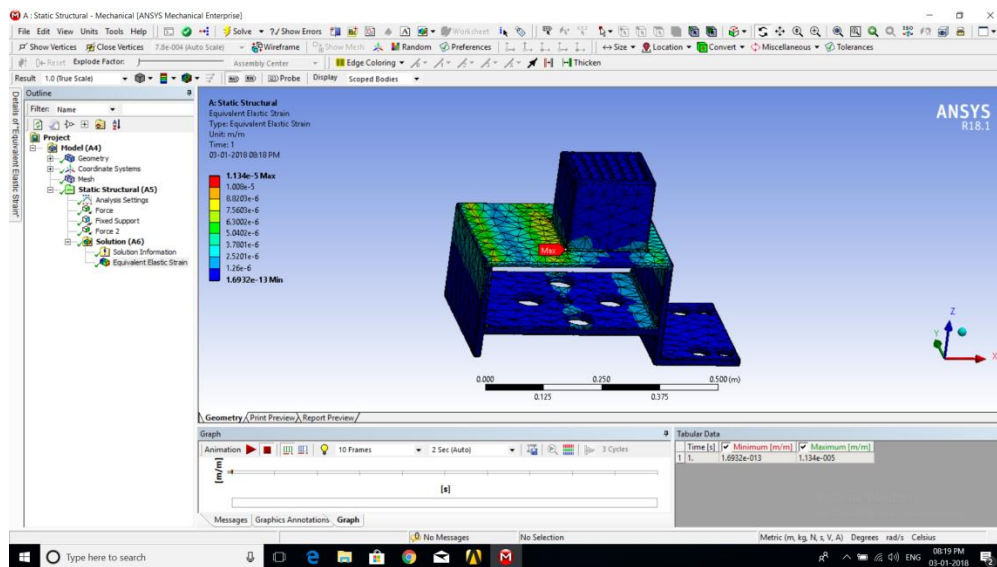 A : Static Structural - Mechanical [ANSYS Mechanical Enterprise]
File Edit View Units Tools Help Solve ?/ Show Errors Worksheet
Show Vertices Close Vertices 7.8e-004 (Auto Scale) Wireframe Show Mesh Random Preferences Size Location Convert Miscellaneous Tolerances
Reset Explode Factor: Assembly Center Edge Coloring Thicken
Result 1.0 (True Scale) Probe Display Scoped Bodies
Details of "Equivalent Elastic Strain"
Outline
Filter: Name
Project
Model (A4)
Geometry
Coordinate Systems
Mesh
Static Structural (A5)
Analysis Settings
Force
Fixed Support
Force 2
Solution (A6)
Solution Information
Equivalent Elastic Strain
A: Static Structural
Equivalent Elastic Strain
Type: Equivalent Elastic Strain
Unit: m/m
Time: 1
03-01-2018 08:18 PM
1.134e-5 Max
1.008e-5
8.8203e-6
7.5603e-6
6.3002e-6
5.0402e-6
3.7801e-6
2.5201e-6
1.26e-6
1.6932e-13 Min
ANSYS
R18.1
Max
Z
Y
X
0.000 0.250 0.500 (m)
0.125 0.375
Geometry Print Preview Report Preview
Graph
Animation 10 Frames 2 Sec (Auto) 3 Cycles
[m/m]
[s]
Messages Graphics Annotations Graph
Tabular Data
Time [s] Minimum [m/m] Maximum [m/m]
1 1. 1.6932e-013 1.134e-005
No Messages No Selection Metric (m, kg, N, s, V, A) Degrees rad/s Celsius
Type here to search
ENG 08:19 PM
03-01-2018